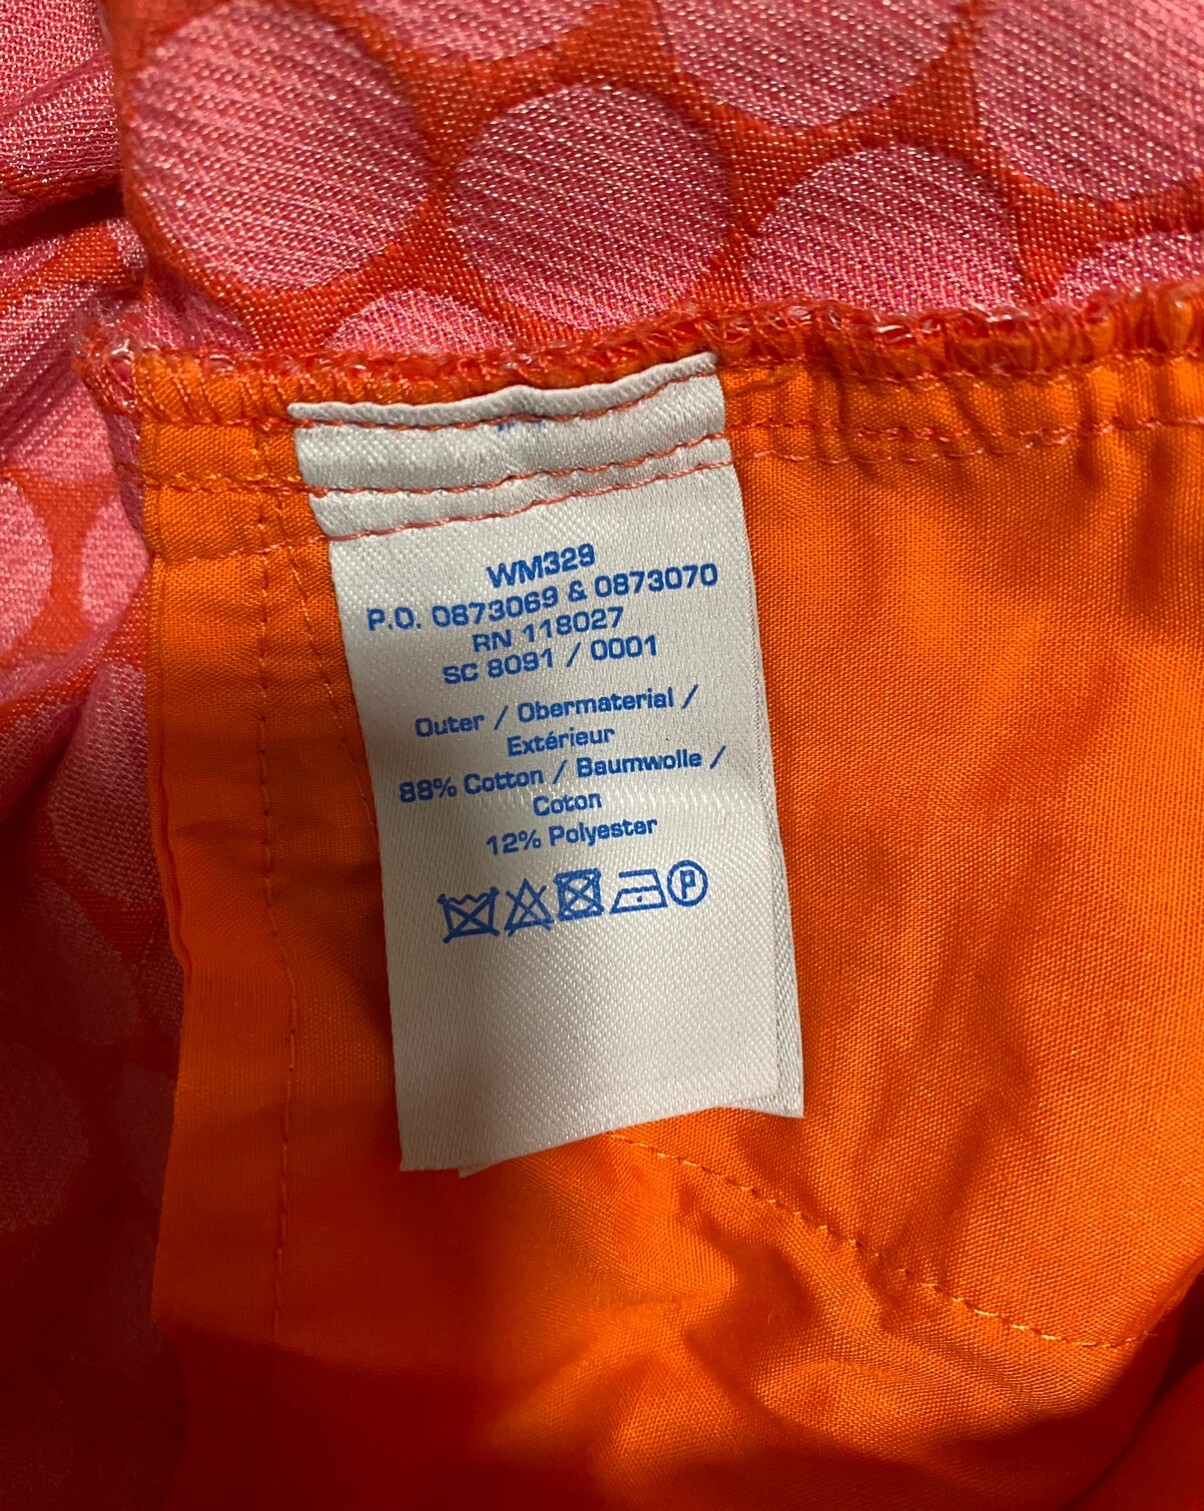 WM329
P.O. 0873069 & 0873070
RN 118027
SC 8091 / 0001
Outer / Obermaterial /
Extérieur
88% Cotton / Baumwolle /
Coton
12% Polyester
P